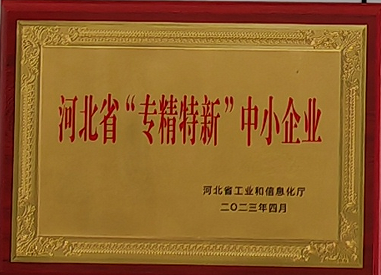 河北省“专精特新”中小企业
河北省工业和信息化厅
二〇二三年四月